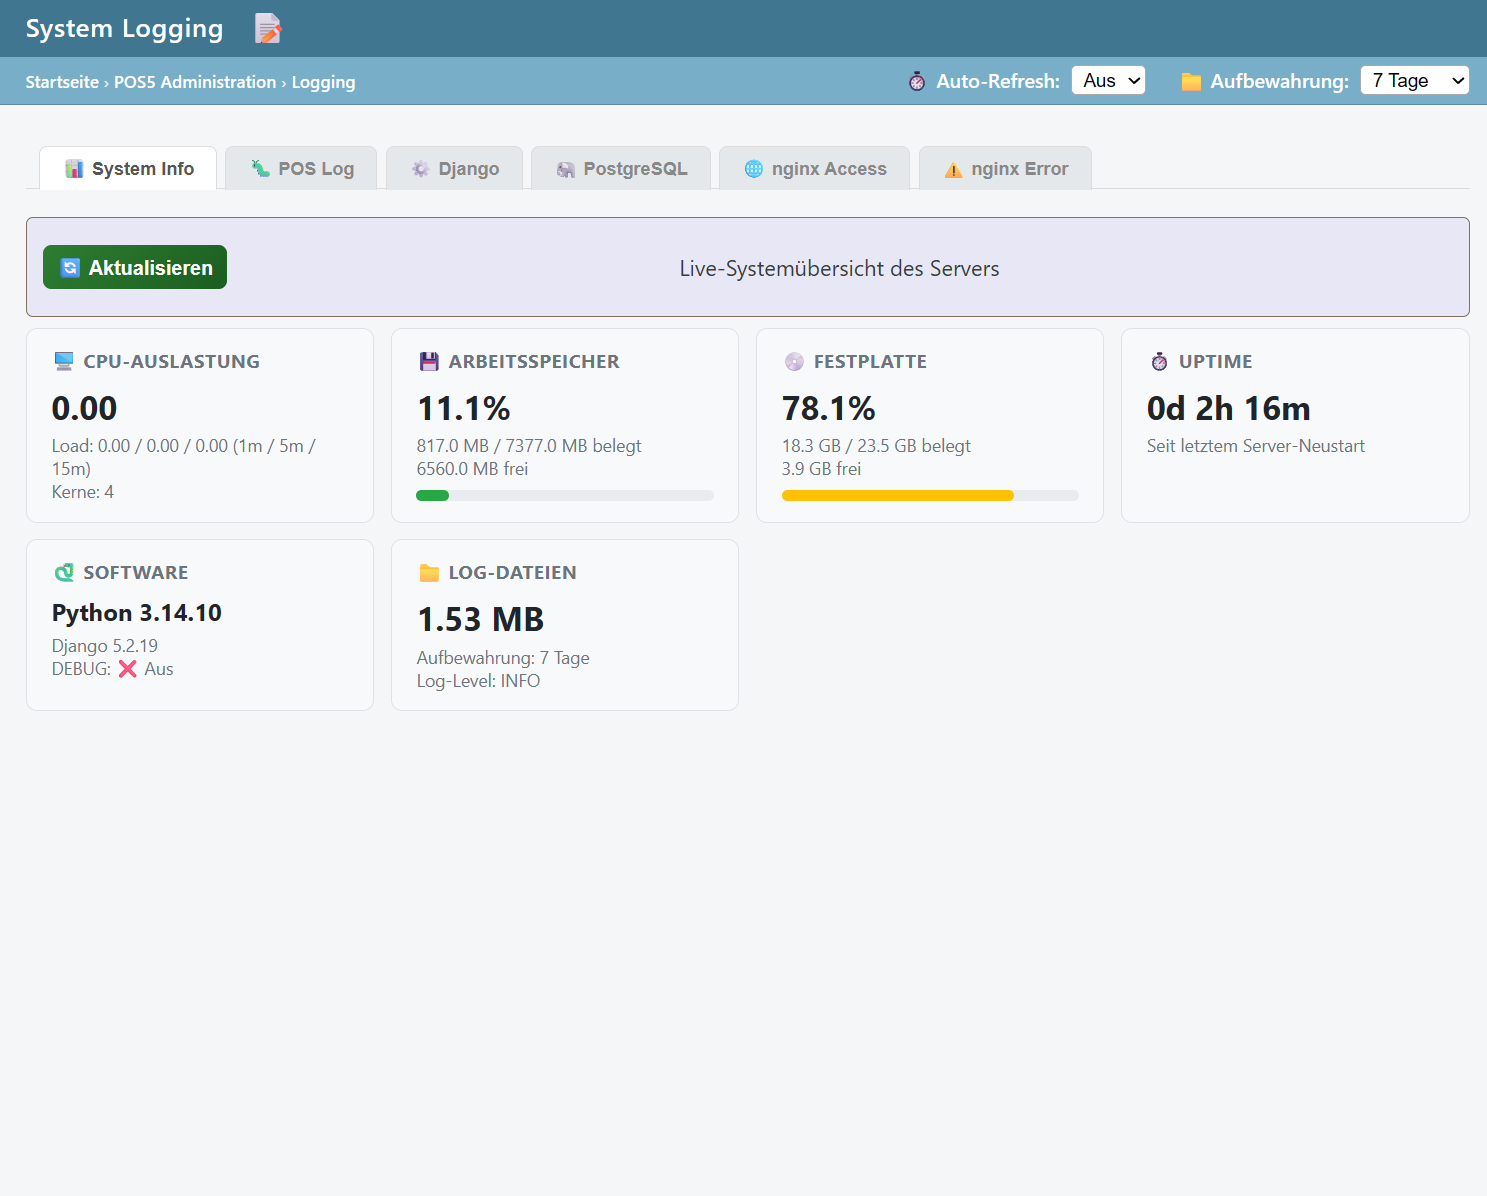 System Logging
Startseite › POS5 Administration › Logging
Auto-Refresh: Aus
Aufbewahrung: 7 Tage
System Info
POS Log
Django
PostgreSQL
nginx Access
nginx Error
Aktualisieren
Live-Systemübersicht des Servers
CPU-AUSLASTUNG
0.00
Load: 0.00 / 0.00 / 0.00 (1m / 5m /
15m)
Kerne: 4
ARBEITSSPEICHER
11.1%
817.0 MB / 7377.0 MB belegt
6560.0 MB frei
FESTPLATTE
78.1%
18.3 GB / 23.5 GB belegt
3.9 GB frei
UPTIME
0d 2h 16m
Seit letztem Server-Neustart
SOFTWARE
Python 3.14.10
Django 5.2.19
DEBUG: ❌ Aus
LOG-DATEIEN
1.53 MB
Aufbewahrung: 7 Tage
Log-Level: INFO